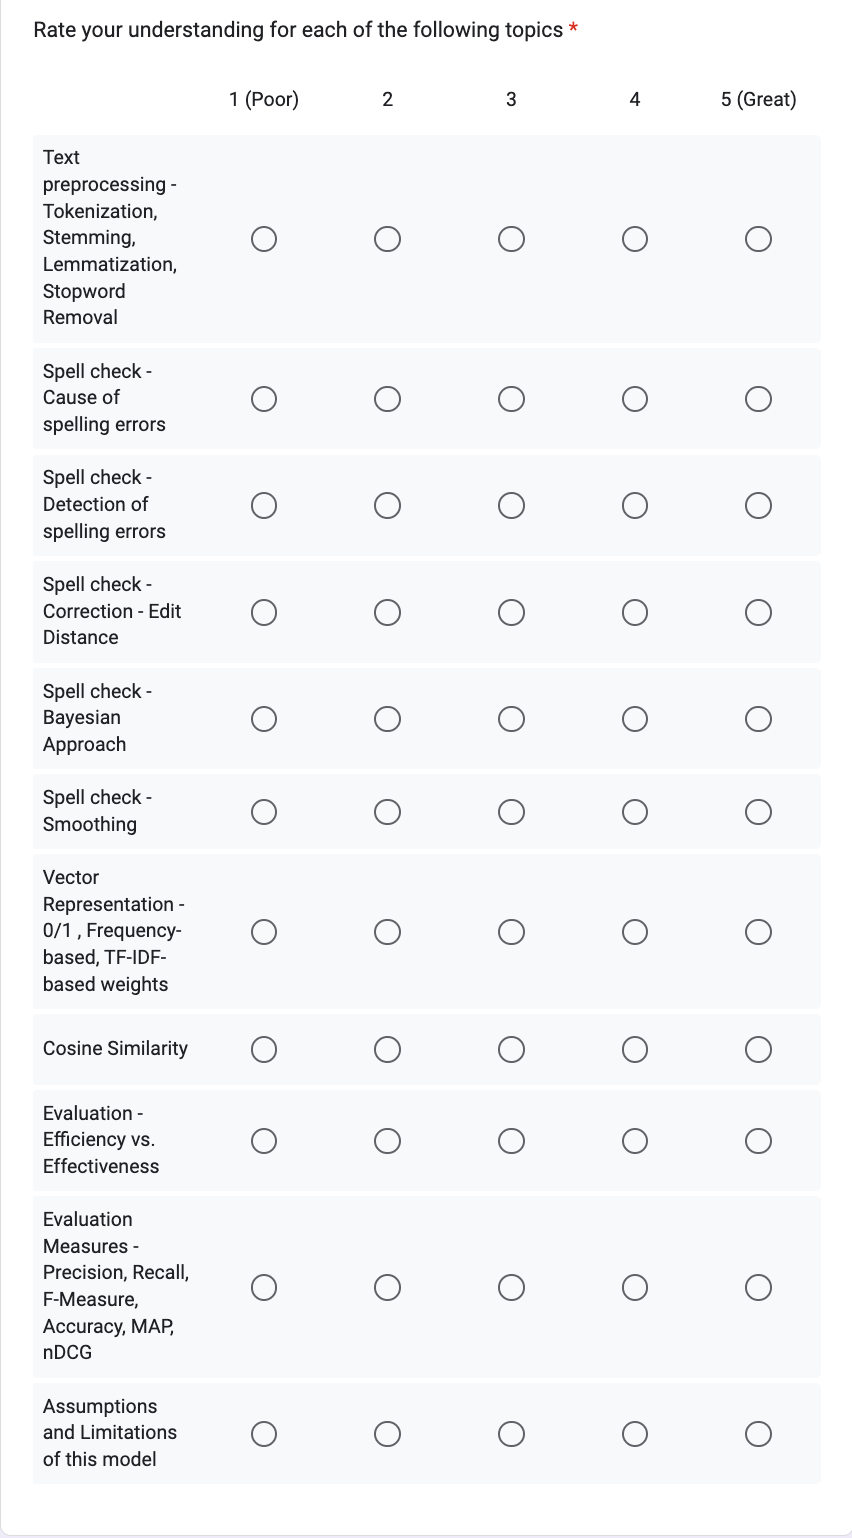 Rate your understanding for each of the following topics *
1 (Poor) 2 3 4 5 (Great)
Text
preprocessing -
Tokenization,
Stemming,
Lemmatization,
Stopword
Removal
Spell check -
Cause of
spelling errors
Spell check -
Detection of
spelling errors
Spell check -
Correction - Edit
Distance
Spell check -
Bayesian
Approach
Spell check -
Smoothing
Vector
Representation -
0/1 , Frequency-
based, TF-IDF-
based weights
Cosine Similarity
Evaluation -
Efficiency vs.
Effectiveness
Evaluation
Measures -
Precision, Recall,
F-Measure,
Accuracy, MAP,
nDCG
Assumptions
and Limitations
of this model